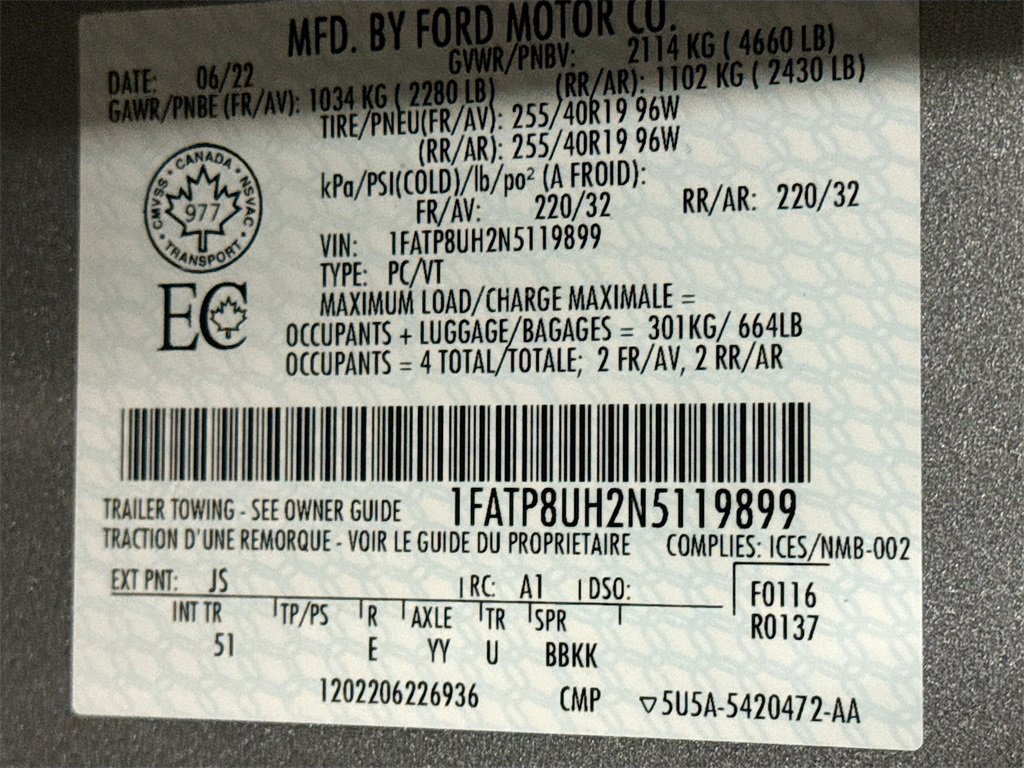 MFD. BY FORD MOTOR CO.
DATE: 06/22 GVWR/PNBV: 2114 KG ( 4660 LB)
GAWR/PNBE (FR/AV): 1034 KG ( 2280 LB) (RR/AR): 1102 KG ( 2430 LB)
TIRE/PNEU(FR/AV): 255/40R19 96W
(RR/AR): 255/40R19 96W
kPa/PSI(COLD)/lb/po² (A FROID):
FR/AV: 220/32 RR/AR: 220/32
CANADA · NSVAC · TRANSPORT · CMVSS
977
VIN: 1FATP8UH2N5119899
TYPE: PC/VT
MAXIMUM LOAD/CHARGE MAXIMALE =
EC
OCCUPANTS + LUGGAGE/BAGAGES = 301KG/ 664LB
OCCUPANTS = 4 TOTAL/TOTALE; 2 FR/AV, 2 RR/AR
TRAILER TOWING - SEE OWNER GUIDE 1FATP8UH2N5119899
TRACTION D'UNE REMORQUE - VOIR LE GUIDE DU PROPRIETAIRE COMPLIES: ICES/NMB-002
EXT PNT: JS RC: A1 DSO: F0116
INT TR TP/PS R AXLE TR SPR R0137
51 E YY U BBKK
1202206226936 CMP ▽5U5A-5420472-AA